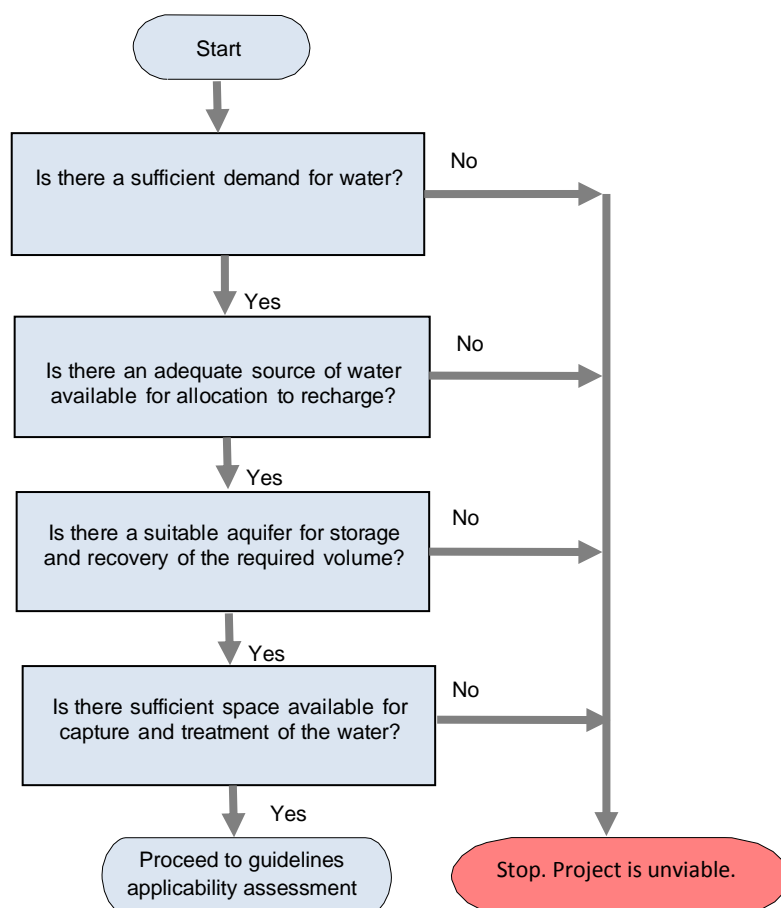 Start
Is there a sufficient demand for water?
No
Yes
Is there an adequate source of water
available for allocation to recharge?
No
Yes
Is there a suitable aquifer for storage
and recovery of the required volume?
No
Yes
Is there sufficient space available for
capture and treatment of the water?
No
Yes
Proceed to guidelines
applicability assessment
Stop. Project is unviable.